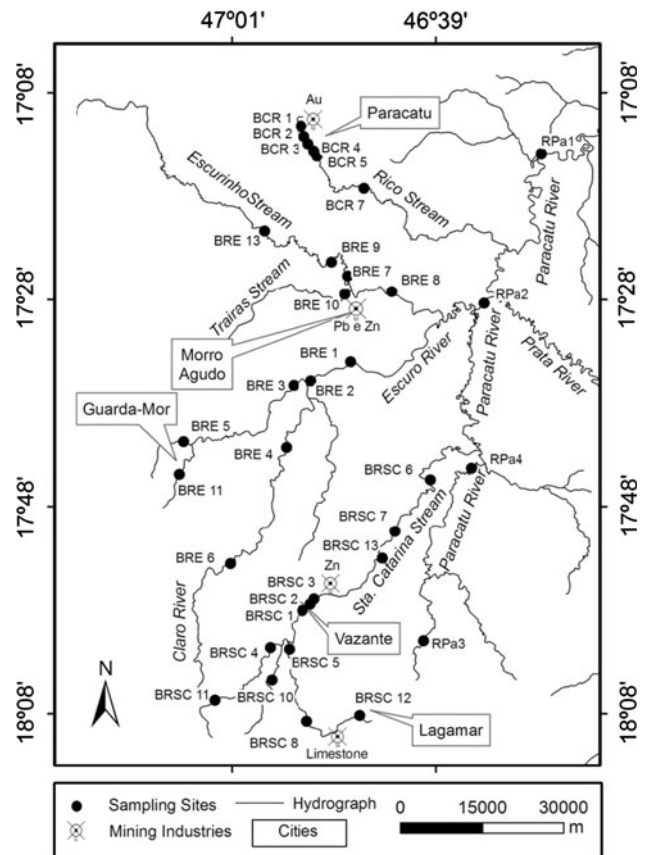 47º01' 46º39'
17º08' 17º08'
Au
BCR 1
Paracatu
BCR 2
BCR 3
BCR 4
BCR 5
RPa1
BCR 7
Rico Stream
Escurinho Stream
Paracatu River
BRE 13
BRE 9
BRE 7
BRE 8
17º28' 17º28'
RPa2
Trairas Stream
BRE 10
Pb e Zn
Morro
Agudo
BRE 1
Escuro River
Paracatu River
Prata River
BRE 3
BRE 2
Guarda-Mor
BRE 5
BRE 4
BRE 11
BRSC 6
RPa4
17º48' 17º48'
BRSC 7
BRSC 13
Sta. Catarina Stream
Paracatu River
BRE 6
Zn
BRSC 3
BRSC 2
BRSC 1
Vazante
Claro River
BRSC 4
BRSC 5
RPa3
N
BRSC 11
BRSC 10
BRSC 12
18º08' 18º08'
Lagamar
BRSC 8
Limestone
Sampling Sites Hydrograph 0 15000 30000
Mining Industries Cities m